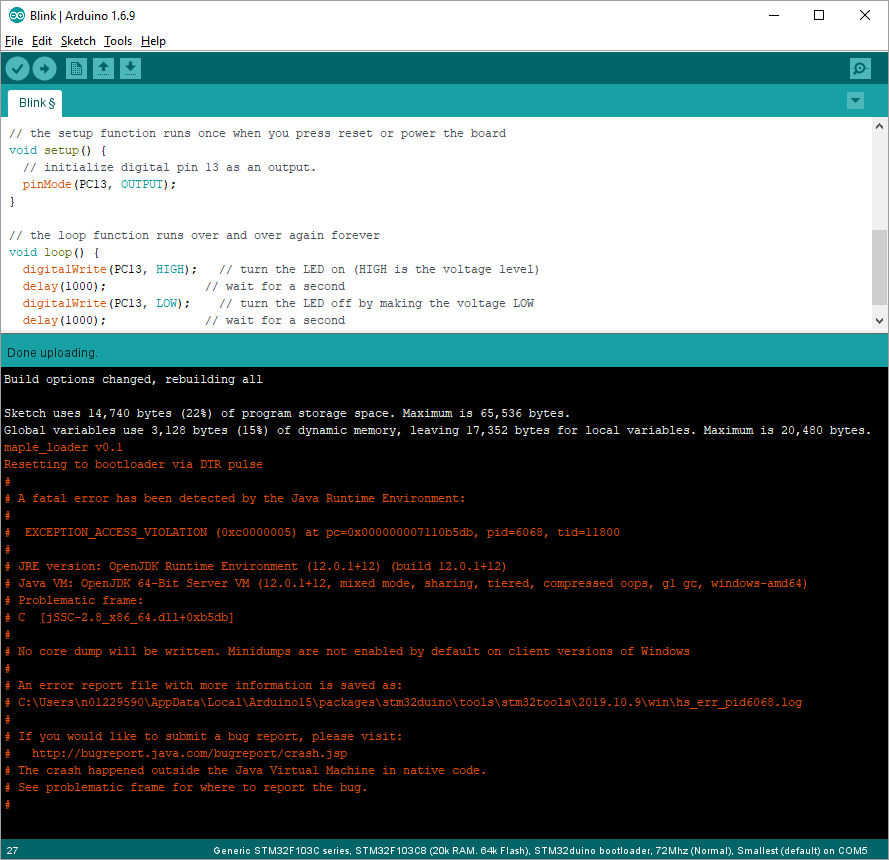 Blink | Arduino 1.6.9
File Edit Sketch Tools Help
Blink §
// the setup function runs once when you press reset or power the board
void setup() {
  // initialize digital pin 13 as an output.
  pinMode(PC13, OUTPUT);
}
// the loop function runs over and over again forever
void loop() {
  digitalWrite(PC13, HIGH);   // turn the LED on (HIGH is the voltage level)
  delay(1000);              // wait for a second
  digitalWrite(PC13, LOW);    // turn the LED off by making the voltage LOW
  delay(1000);              // wait for a second
Done uploading.
Build options changed, rebuilding all
Sketch uses 14,740 bytes (22%) of program storage space. Maximum is 65,536 bytes.
Global variables use 3,128 bytes (15%) of dynamic memory, leaving 17,352 bytes for local variables. Maximum is 20,480 bytes.
maple_loader v0.1
Resetting to bootloader via DTR pulse
#
# A fatal error has been detected by the Java Runtime Environment:
#
#  EXCEPTION_ACCESS_VIOLATION (0xc0000005) at pc=0x000000007110b5db, pid=6068, tid=11800
#
# JRE version: OpenJDK Runtime Environment (12.0.1+12) (build 12.0.1+12)
# Java VM: OpenJDK 64-Bit Server VM (12.0.1+12, mixed mode, sharing, tiered, compressed oops, g1 gc, windows-amd64)
# Problematic frame:
# C  [jSSC-2.8_x86_64.dll+0xb5db]
#
# No core dump will be written. Minidumps are not enabled by default on client versions of Windows
#
# An error report file with more information is saved as:
# C:\Users\n01229590\AppData\Local\Arduino15\packages\stm32duino\tools\stm32tools\2019.10.9\win\hs_err_pid6068.log
#
# If you would like to submit a bug report, please visit:
#   http://bugreport.java.com/bugreport/crash.jsp
# The crash happened outside the Java Virtual Machine in native code.
# See problematic frame for where to report the bug.
#
27 Generic STM32F103C series, STM32F103C8 (20k RAM. 64k Flash), STM32duino bootloader, 72Mhz (Normal), Smallest (default) on COM5